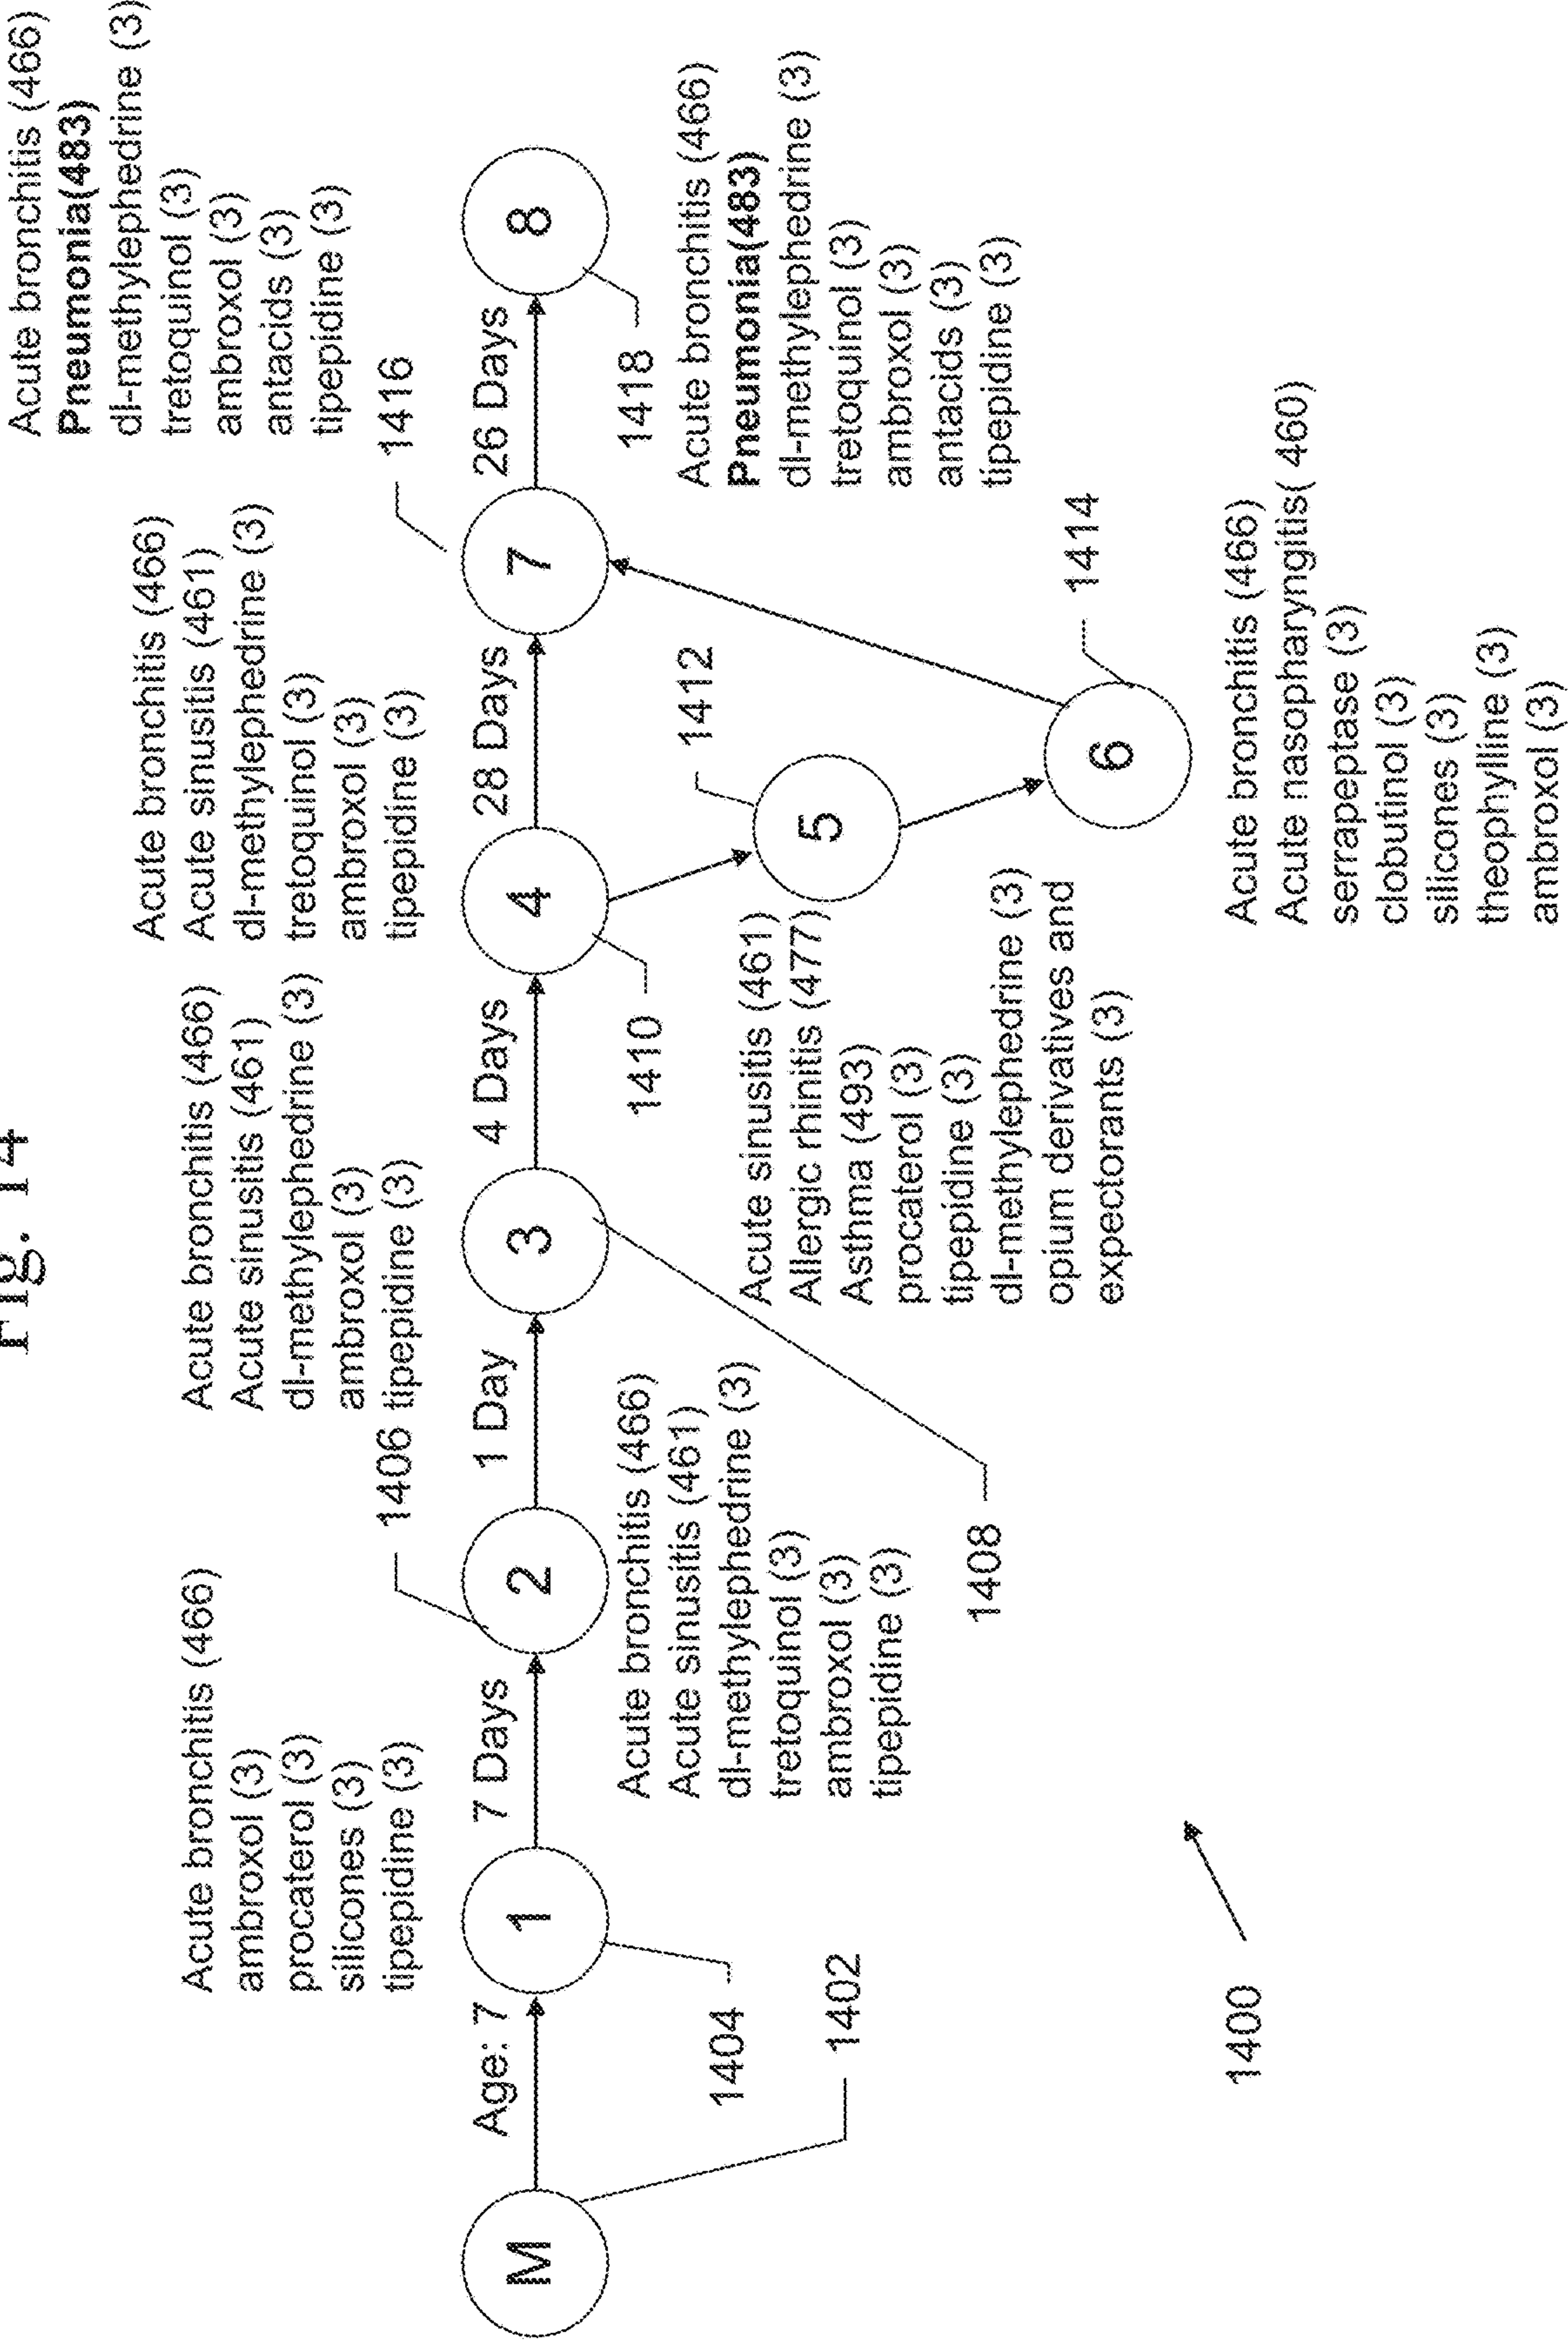 Fig. 14
Acute bronchitis (466)
ambroxol (3)
procaterol (3)
silicones (3)
tipepidine (3)
Acute bronchitis (466)
Acute sinusitis (461)
dl-methylephedrine (3)
ambroxol (3)
tipepidine (3)
Acute bronchitis (466)
Acute sinusitis (461)
dl-methylephedrine (3)
tretoquinol (3)
ambroxol (3)
tipepidine (3)
Acute bronchitis (466)
Pneumonia(483)
dl-methylephedrine (3)
tretoquinol (3)
ambroxol (3)
antacids (3)
tipepidine (3)
1406
1416
Age: 7
7 Days
1 Day
4 Days
28 Days
26 Days
M
1
2
3
4
7
8
1404
1402
Acute bronchitis (466)
Acute sinusitis (461)
dl-methylephedrine (3)
tretoquinol (3)
ambroxol (3)
tipepidine (3)
1408
1410
1412
1418
Acute bronchitis (466)
Pneumonia(483)
dl-methylephedrine (3)
tretoquinol (3)
ambroxol (3)
antacids (3)
tipepidine (3)
5
Acute sinusitis (461)
Allergic rhinitis (477)
Asthma (493)
procaterol (3)
tipepidine (3)
dl-methylephedrine (3)
opium derivatives and
expectorants (3)
6
1414
Acute bronchitis (466)
Acute nasopharyngitis( 460)
serrapeptase (3)
clobutinol (3)
silicones (3)
theophylline (3)
ambroxol (3)
1400